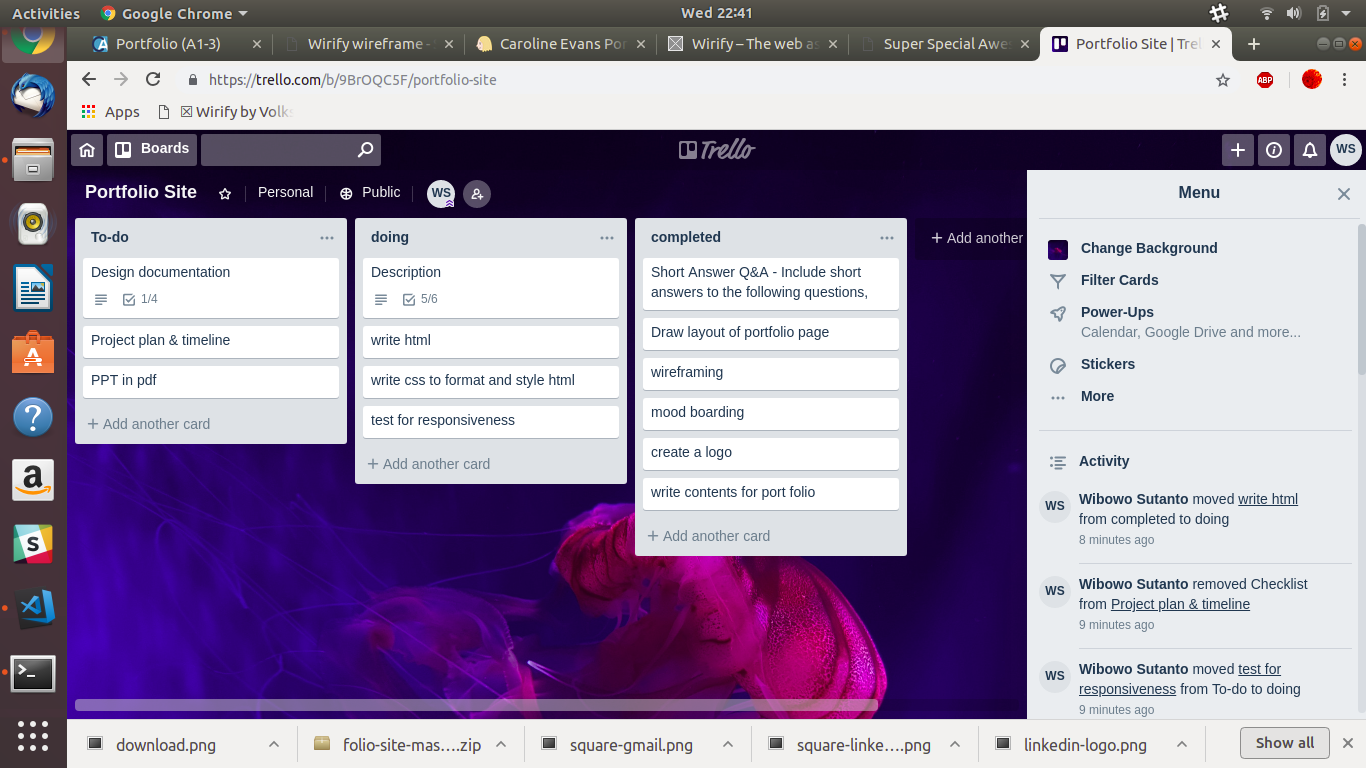 Activities
Google Chrome
Wed 22:41
Portfolio (A1-3)
Wirify wireframe -
Caroline Evans Por
Wirify – The web as
Super Special Awe
Portfolio Site | Trel
https://trello.com/b/9BrOQC5F/portfolio-site
ABP
Apps
Wirify by Volks
Boards
Trello
WS
Portfolio Site
Personal
Public
WS
To-do
Design documentation
1/4
Project plan & timeline
PPT in pdf
+ Add another card
doing
Description
5/6
write html
write css to format and style html
test for responsiveness
+ Add another card
completed
Short Answer Q&A - Include short
answers to the following questions,
Draw layout of portfolio page
wireframing
mood boarding
create a logo
write contents for port folio
+ Add another card
+ Add another
Menu
Change Background
Filter Cards
Power-Ups
Calendar, Google Drive and more...
Stickers
More
Activity
WS
Wibowo Sutanto moved write html
from completed to doing
8 minutes ago
WS
Wibowo Sutanto removed Checklist
from Project plan & timeline
9 minutes ago
WS
Wibowo Sutanto moved test for
responsiveness from To-do to doing
9 minutes ago
download.png
folio-site-mas....zip
square-gmail.png
square-linke....png
linkedin-logo.png
Show all